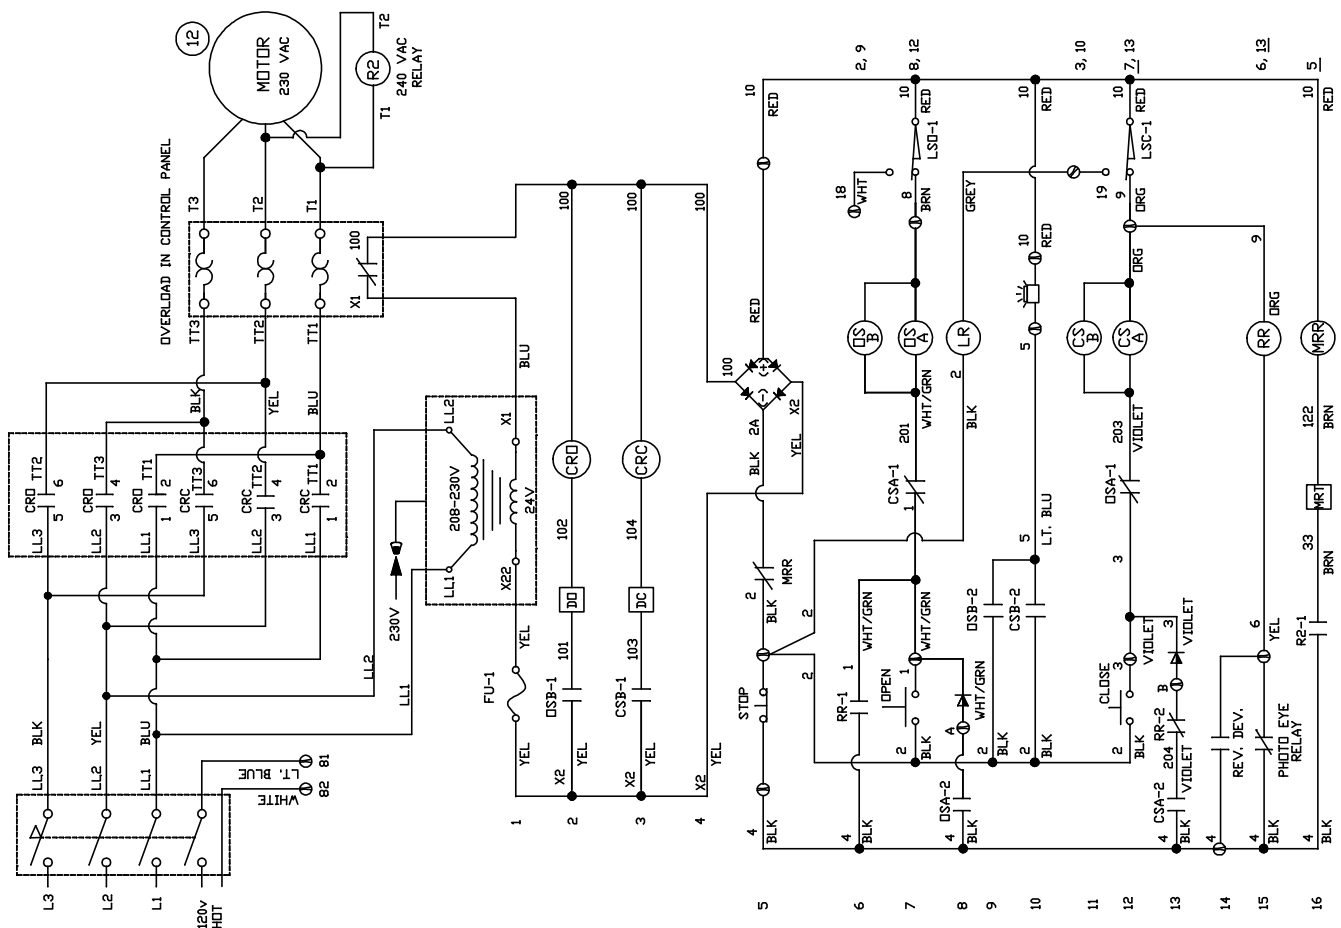 12
MOTOR
230 VAC
T2
R2
240 VAC
RELAY
T1
OVERLOAD IN CONTROL PANEL
T3
T2
T1
100
X1
TT3
TT2
TT1
BLK
YEL
BLU
CRO
TT2
5
6
CRO
TT3
3
4
CRO
TT1
1
2
CRC
TT3
5
6
CRC
TT2
3
4
CRC
TT1
1
2
LL3
LL2
LL1
LL3
LL2
LL1
LL3
BLK
LL2
YEL
LL1
BLU
LT. BLUE
81
WHITE
82
L3
L2
L1
120v
HOT
230V
LL2
LL1
LL2
LL1
208-230V
24V
X1
X22
BLU
YEL
FU-1
YEL
1
100
CRO
102
DO
101
OSB-1
X2
2
100
CRC
104
DC
103
CSB-1
X2
3
100
X2
YEL
4
10
RED
RED
100
(+)
(-)
2A
X2
BLK
YEL
MRR
2
BLK
STOP
4
BLK
5
2
2
2, 9
18
WHT
OS
B
WHT/GRN
1
RR-1
4
BLK
6
8, 12
10
RED
LSO-1
8
BRN
OS
A
WHT/GRN
201
CSA-1
1
WHT/GRN
1
OPEN
2
BLK
7
GREY
LR
2
BLK
WHT/GRN
A
OSA-2
4
BLK
8
OSB-2
2
BLK
9
10
RED
10
RED
5
5
LT. BLU
CSB-2
2
BLK
10
3, 10
CS
B
11
7, 13
10
RED
LSC-1
19
9
ORG
ORG
CS
A
203
VIOLET
OSA-1
3
VIOLET
3
CLOSE
2
BLK
12
3
VIOLET
B
RR-2
204
VIOLET
CSA-2
4
BLK
13
REV. DEV.
4
14
6, 13
9
ORG
RR
6
YEL
PHOTO EYE
RELAY
4
BLK
15
5
10
RED
MRR
122
BRN
MRT
33
BRN
R2-1
4
BLK
16